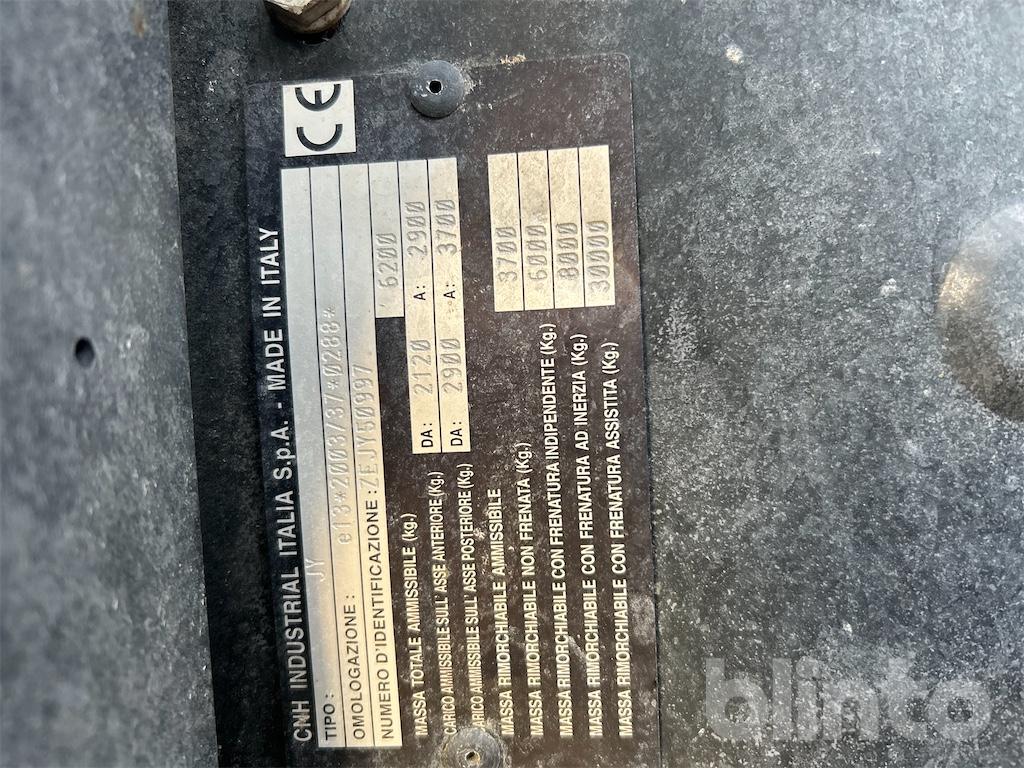 CE
CNH INDUSTRIAL ITALIA S.p.A. - MADE IN ITALY
TIPO : JY
OMOLOGAZIONE : e13*2003/37*0288*
NUMERO D'IDENTIFICAZIONE : ZEJY50997
MASSA TOTALE AMMISSIBILE (kg.) 6200
CARICO AMMISSIBILE SULL' ASSE ANTERIORE (Kg.) DA: 2120 A: 2900
CARICO AMMISSIBILE SULL' ASSE POSTERIORE (Kg.) DA: 2900 A: 3700
MASSA RIMORCHIABILE AMMISSIBILE
MASSA RIMORCHIABILE NON FRENATA (Kg.) 3700
MASSA RIMORCHIABILE CON FRENATURA INDIPENDENTE (Kg.) 6000
MASSA RIMORCHIABILE CON FRENATURA AD INERZIA (Kg.) 8000
MASSA RIMORCHIABILE CON FRENATURA ASSISTITA (Kg.) 30000
blinto